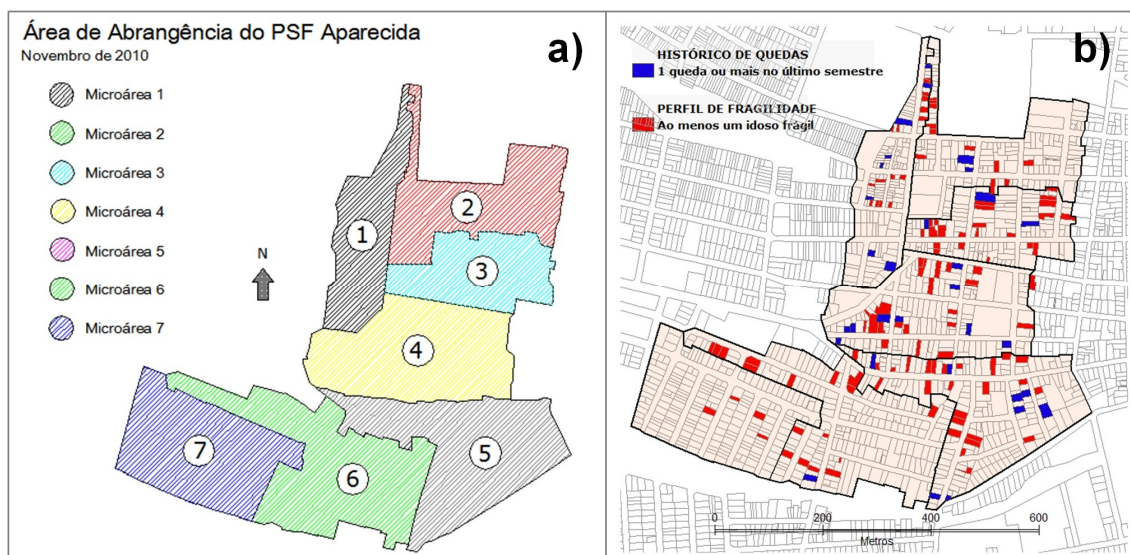 Área de Abrangência do PSF Aparecida
Novembro de 2010
a)
Microárea 1
Microárea 2
Microárea 3
Microárea 4
Microárea 5
Microárea 6
Microárea 7
N
1
2
3
4
5
6
7
b)
HISTÓRICO DE QUEDAS
1 queda ou mais no último semestre
PERFIL DE FRAGILIDADE
Ao menos um idoso frágil
0 200 400 600
Metros